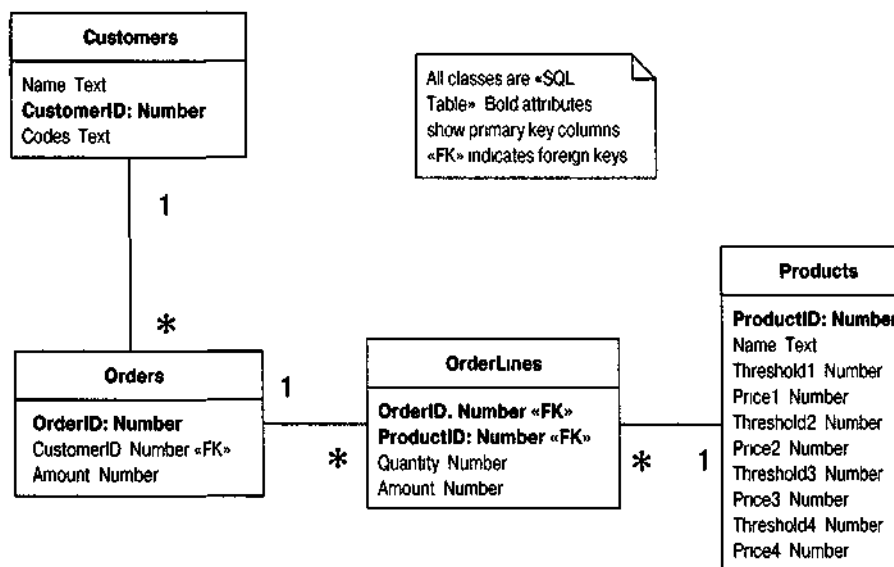 Customers
Name Text
CustomerID: Number
Codes Text
All classes are «SQL
Table» Bold attributes
show primary key columns
«FK» indicates foreign keys
1
*
Orders
OrderID: Number
CustomerID Number «FK»
Amount Number
1
*
OrderLines
OrderID. Number «FK»
ProductID: Number «FK»
Quantity Number
Amount Number
*
1
Products
ProductID: Number
Name Text
Threshold1 Number
Price1 Number
Threshold2 Number
Price2 Number
Threshold3 Number
Price3 Number
Threshold4 Number
Price4 Number